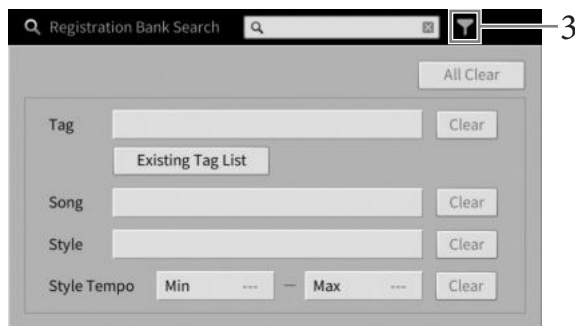 Registration Bank Search
3
All Clear
Tag Clear
Existing Tag List
Song Clear
Style Clear
Style Tempo Min --- – Max --- Clear